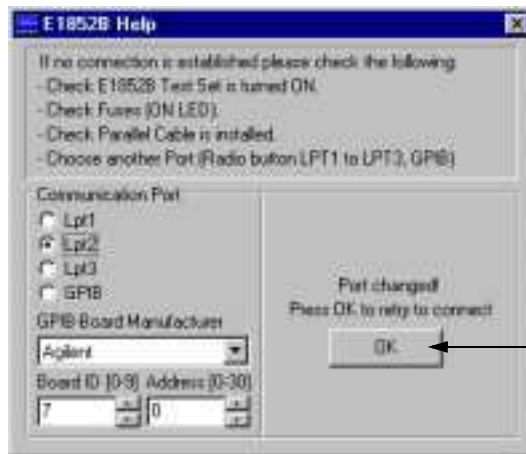 E1852B Help
If no connection is established please check the following:
- Check E1852B Test Set is turned ON.
- Check Fuses (ON LED).
- Check Parallel Cable is installed.
- Choose another Port (Radio button LPT1 to LPT3, GPIB)
Communication Port
Lpt1
Lpt2
Lpt3
GPIB
GPIB-Board Manufacturer
Agilent
Board ID [0-9] Address [0-30]
7 0
Port changed!
Press OK to retry to connect
OK